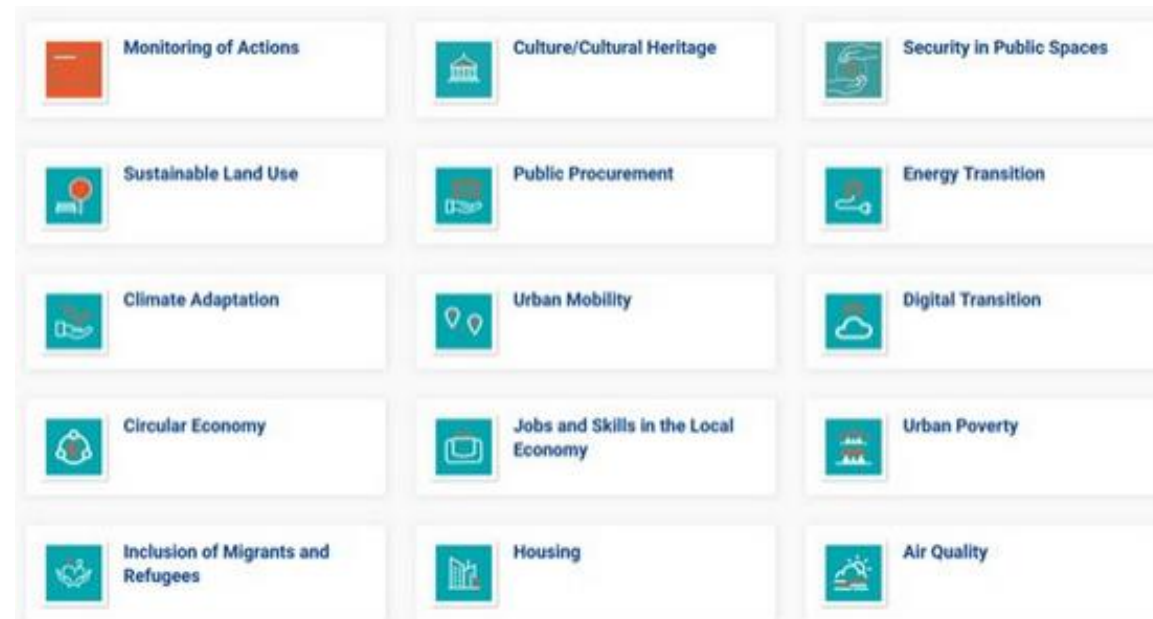 Monitoring of Actions
Culture/Cultural Heritage
Security in Public Spaces
Sustainable Land Use
Public Procurement
Energy Transition
Climate Adaptation
Urban Mobility
Digital Transition
Circular Economy
Jobs and Skills in the Local
Economy
Urban Poverty
Inclusion of Migrants and
Refugees
Housing
Air Quality